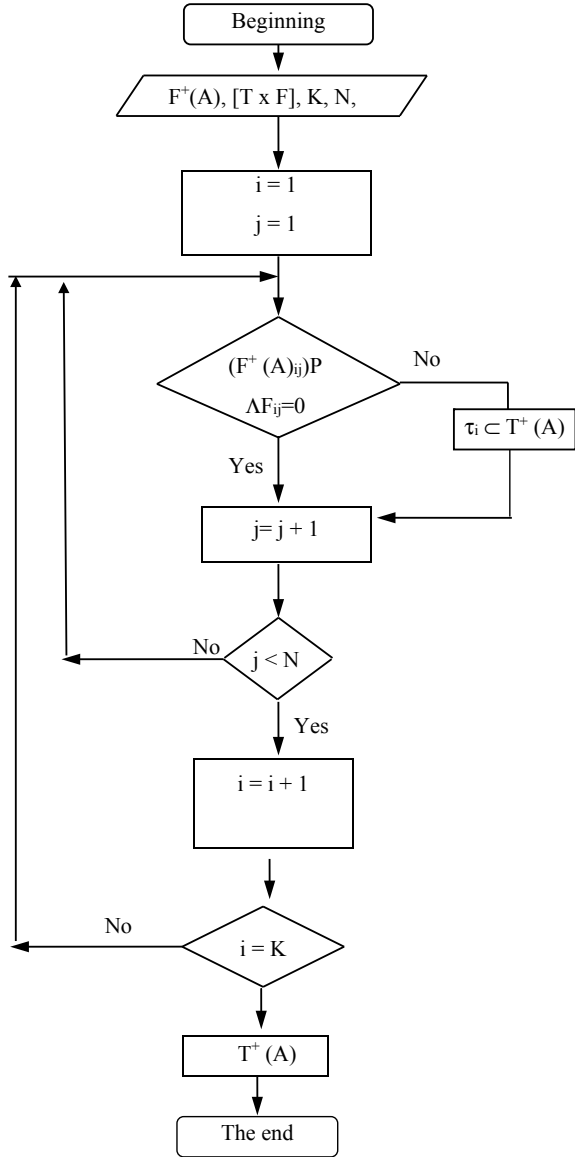 Beginning
F⁺(A), [T x F], K, N,
i = 1
j = 1
(F⁺ (A)ᵢⱼ)P
ΛFᵢⱼ=0
No
τᵢ ⊂ T⁺ (A)
Yes
j= j + 1
No
j < N
Yes
i = i + 1
No
i = K
T⁺ (A)
The end